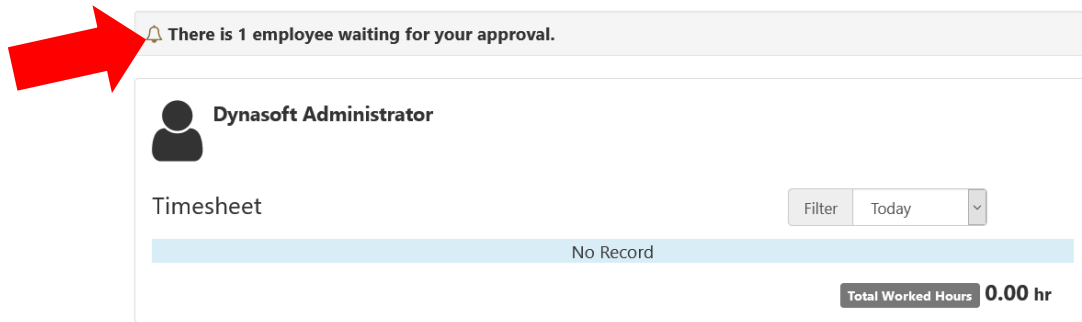 There is 1 employee waiting for your approval.
Dynasoft Administrator
Timesheet
Filter Today
No Record
Total Worked Hours 0.00 hr